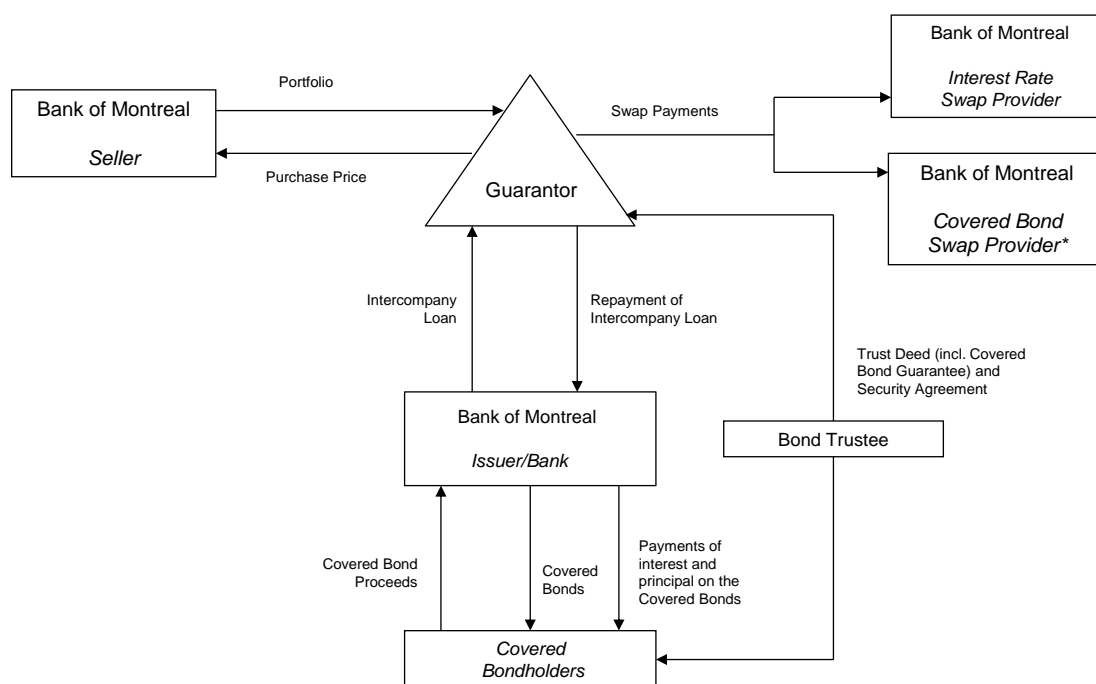 Bank of Montreal
Interest Rate
Swap Provider
Portfolio
Bank of Montreal
Seller
Swap Payments
Purchase Price
Guarantor
Bank of Montreal
Covered Bond
Swap Provider*
Intercompany
Loan
Repayment of
Intercompany Loan
Trust Deed (incl. Covered
Bond Guarantee) and
Security Agreement
Bank of Montreal
Issuer/Bank
Bond Trustee
Covered Bond
Proceeds
Covered
Bonds
Payments of
interest and
principal on the
Covered Bonds
Covered
Bondholders